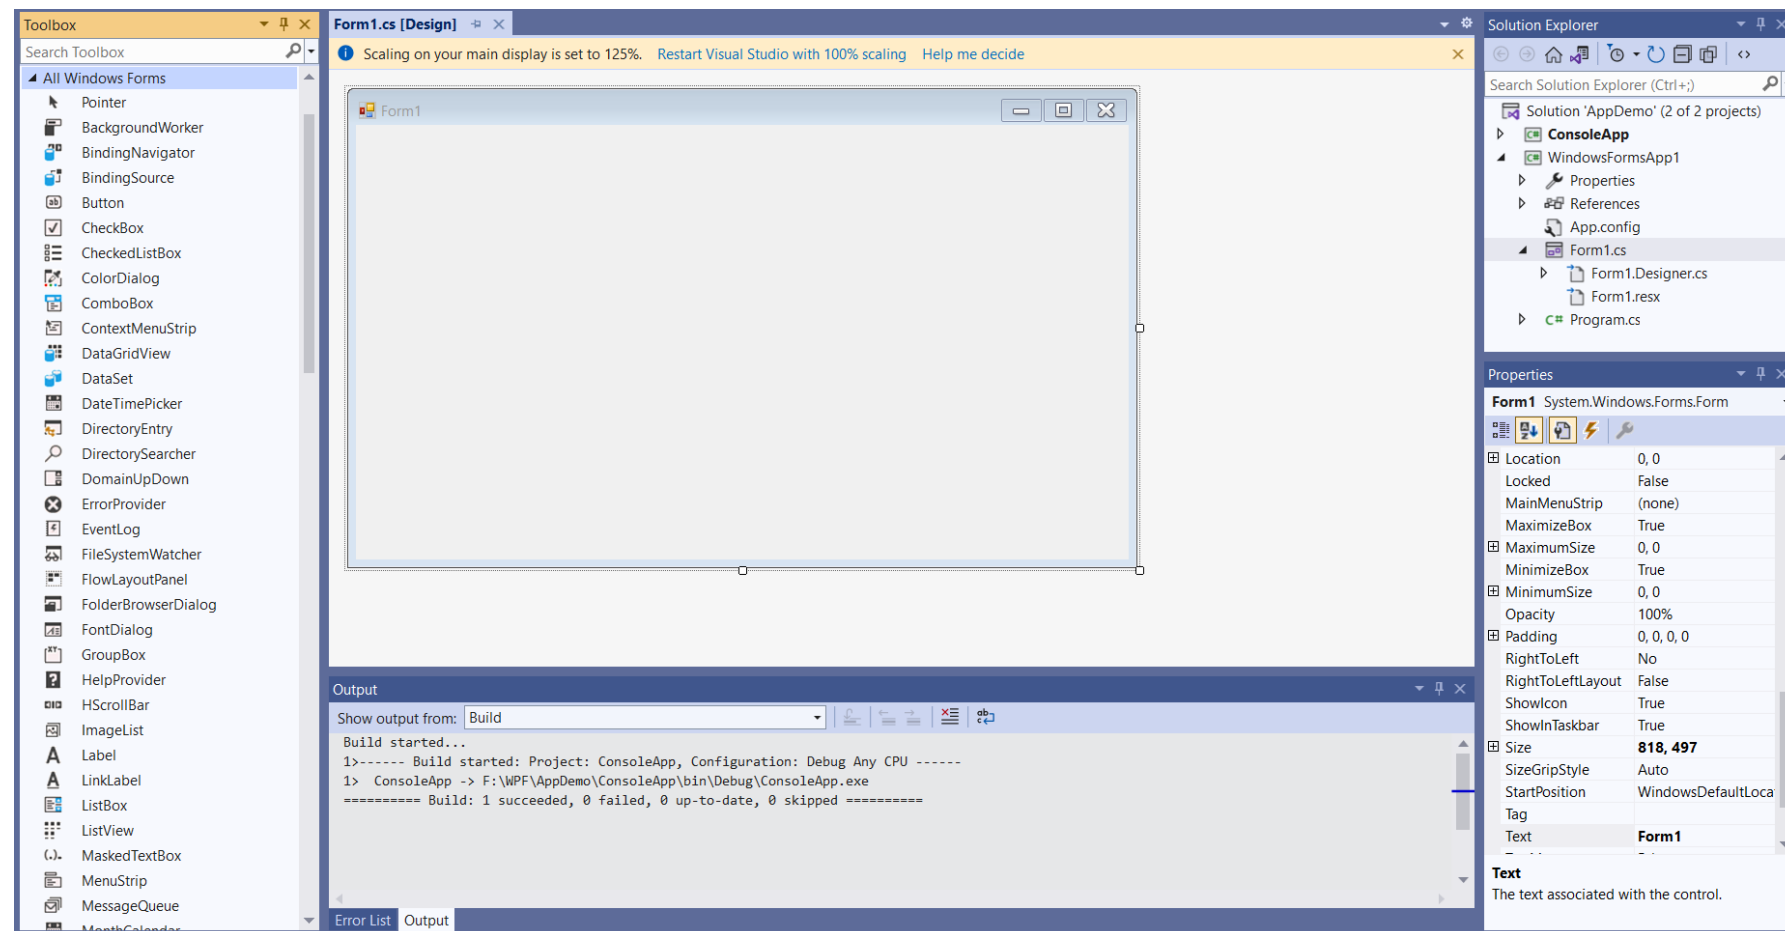 Toolbox
Search Toolbox
All Windows Forms
Pointer
BackgroundWorker
BindingNavigator
BindingSource
Button
CheckBox
CheckedListBox
ColorDialog
ComboBox
ContextMenuStrip
DataGridView
DataSet
DateTimePicker
DirectoryEntry
DirectorySearcher
DomainUpDown
ErrorProvider
EventLog
FileSystemWatcher
FlowLayoutPanel
FolderBrowserDialog
FontDialog
GroupBox
HelpProvider
HScrollBar
ImageList
Label
LinkLabel
ListBox
ListView
MaskedTextBox
MenuStrip
MessageQueue
MonthCalendar
Form1.cs [Design]
Scaling on your main display is set to 125%. Restart Visual Studio with 100% scaling Help me decide
Form1
Output
Show output from: Build
Build started...
1>------ Build started: Project: ConsoleApp, Configuration: Debug Any CPU ------
1> ConsoleApp -> F:\WPF\AppDemo\ConsoleApp\bin\Debug\ConsoleApp.exe
========== Build: 1 succeeded, 0 failed, 0 up-to-date, 0 skipped ==========
Error List Output
Solution Explorer
Search Solution Explorer (Ctrl+;)
Solution 'AppDemo' (2 of 2 projects)
ConsoleApp
WindowsFormsApp1
Properties
References
App.config
Form1.cs
Form1.Designer.cs
Form1.resx
C# Program.cs
Properties
Form1 System.Windows.Forms.Form
Location 0, 0
Locked False
MainMenuStrip (none)
MaximizeBox True
MaximumSize 0, 0
MinimizeBox True
MinimumSize 0, 0
Opacity 100%
Padding 0, 0, 0, 0
RightToLeft No
RightToLeftLayout False
ShowIcon True
ShowInTaskbar True
Size 818, 497
SizeGripStyle Auto
StartPosition WindowsDefaultLoca
Tag
Text Form1
Text
The text associated with the control.